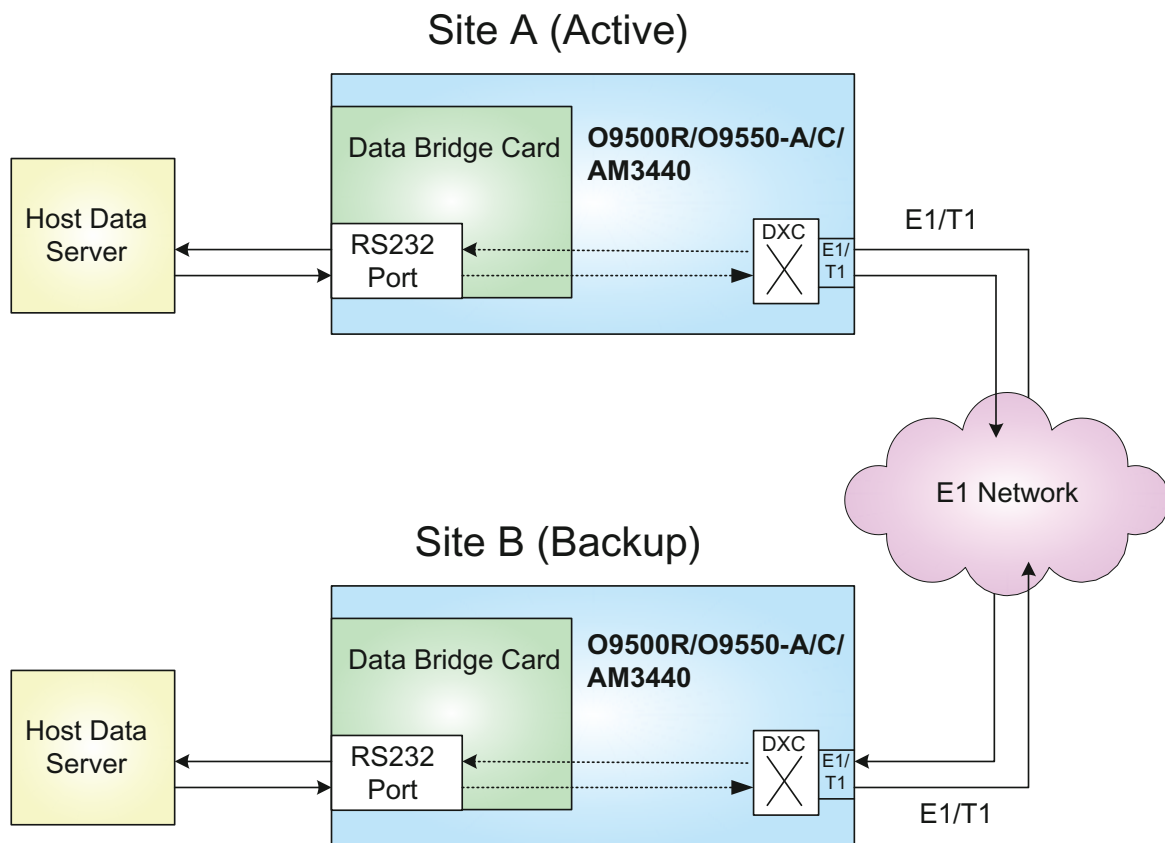 Site A (Active)
Data Bridge Card
O9500R/O9550-A/C/
AM3440
Host Data
Server
RS232
Port
DXC
E1/
T1
E1/T1
E1 Network
Site B (Backup)
Data Bridge Card
O9500R/O9550-A/C/
AM3440
Host Data
Server
RS232
Port
DXC
E1/
T1
E1/T1